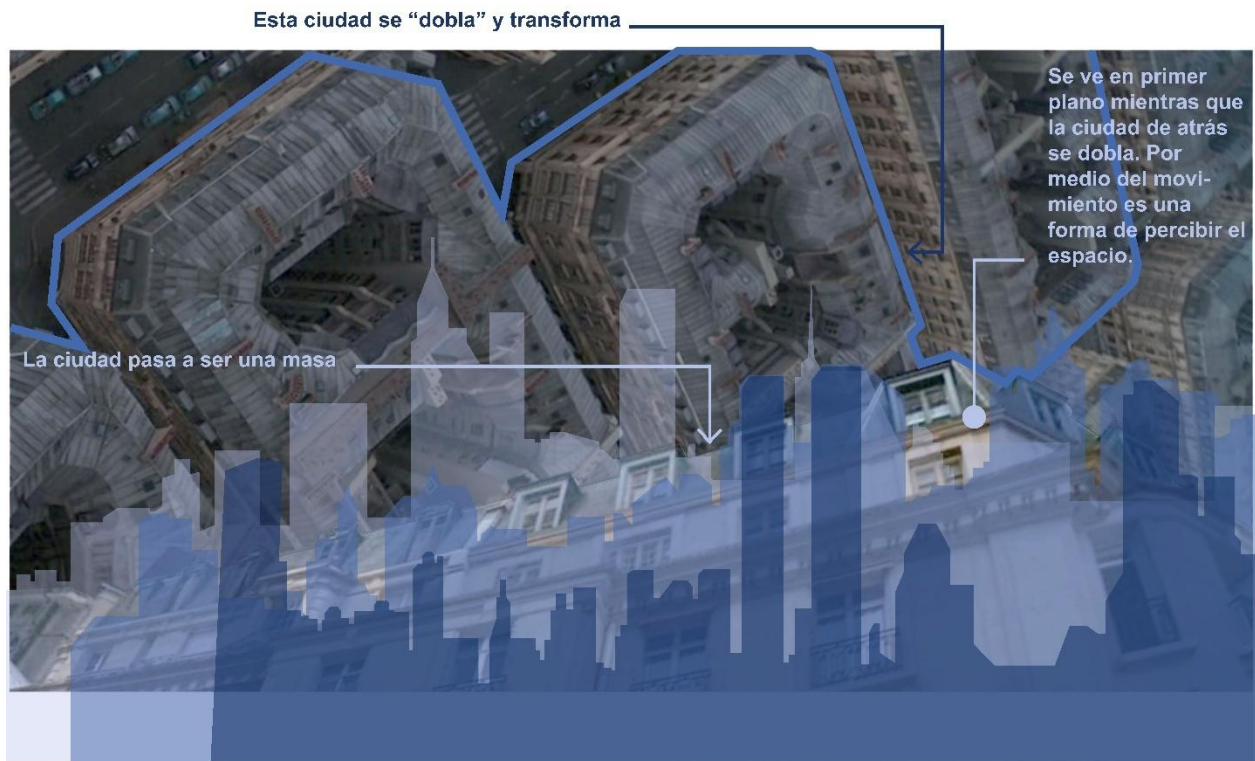 Esta ciudad se “dobla” y transforma
Se ve en primer
plano mientras que
la ciudad de atrás
se dobla. Por
medio del movi-
miento es una
forma de percibir el
espacio.
La ciudad pasa a ser una masa